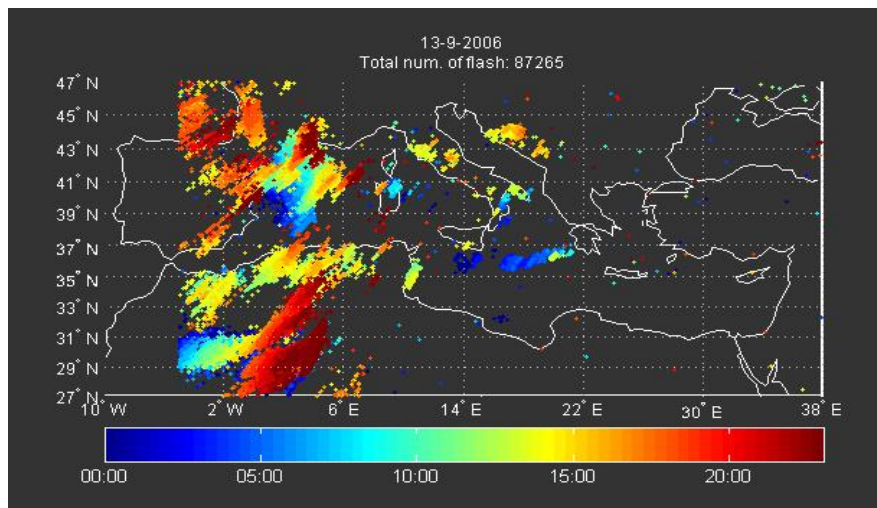 13-9-2006
Total num. of flash: 87265
47° N
45° N
43° N
41° N
39° N
37° N
35° N
33° N
31° N
29° N
27° N
10° W 2° W 6° E 14° E 22° E 30° E 38° E
00:00 05:00 10:00 15:00 20:00